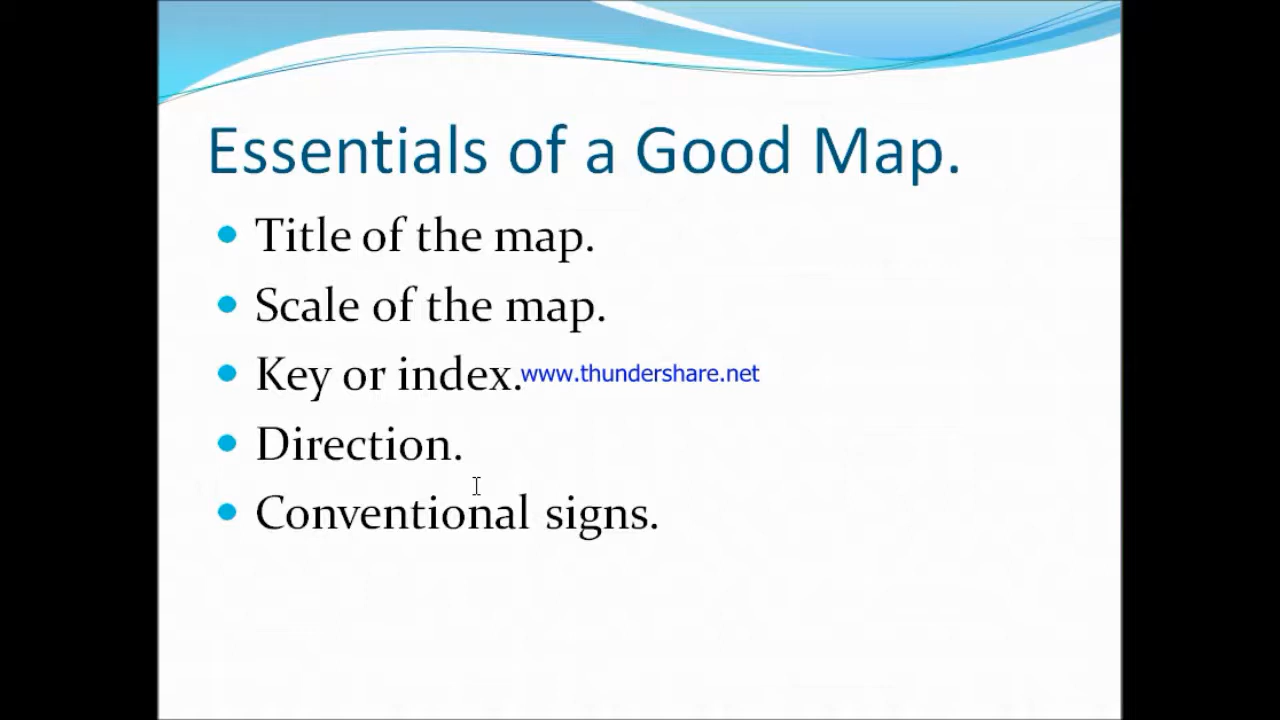 Essentials of a Good Map.
Title of the map.
Scale of the map.
Key or index.
www.thundershare.net
Direction.
Conventional signs.